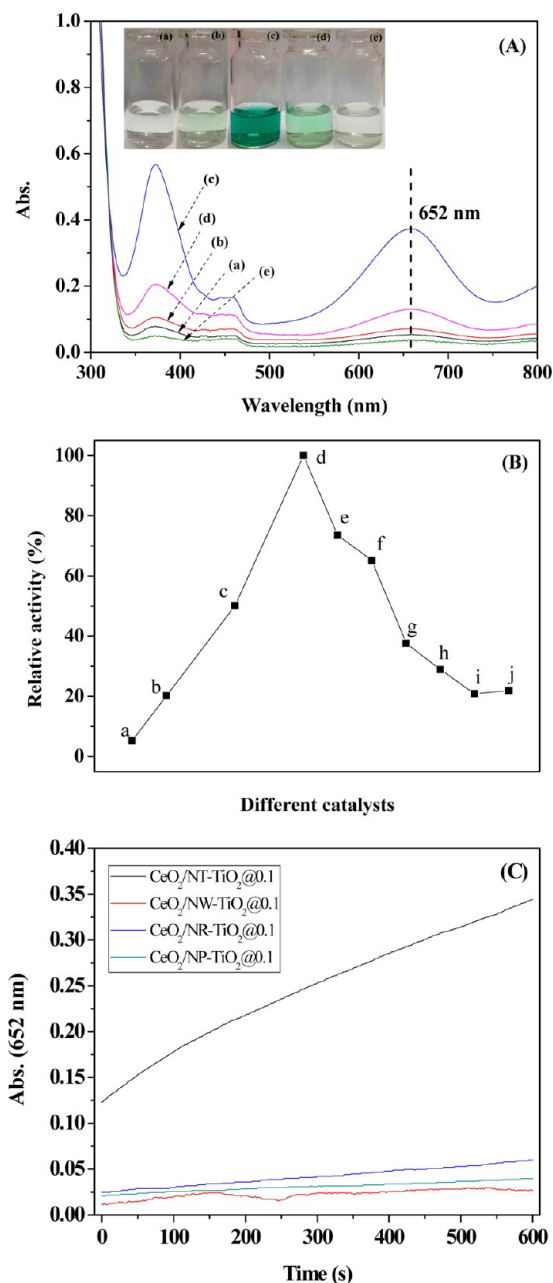 (A)
(a) (b) (c) (d) (e)
1.0
0.8
0.6
0.4
0.2
0.0
Abs.
(c)
(d)
(b)
(a)
(e)
652 nm
300 400 500 600 700 800
Wavelength (nm)
(B)
100
80
60
40
20
0
Relative activity (%)
a
b
c
d
e
f
g
h
i
j
Different catalysts
(C)
0.40
0.35
0.30
0.25
0.20
0.15
0.10
0.05
0.00
Abs. (652 nm)
CeO₂/NT-TiO₂@0.1
CeO₂/NW-TiO₂@0.1
CeO₂/NR-TiO₂@0.1
CeO₂/NP-TiO₂@0.1
0 100 200 300 400 500 600
Time (s)